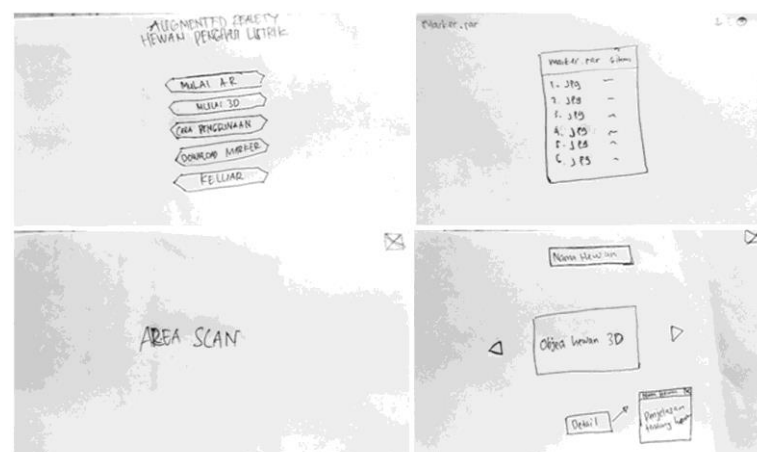 AUGMENTED REALITY
HEWAN PENGHASIL LISTRIK
MULAI AR
MULAI 3D
CARA PENGGUNAAN
DOWNLOAD MARKER
KELUAR
Marker.rar
Marker.rar
1. JPG
2. JPG
3. JPG
4. JPG
5. JPG
6. JPG
AREA SCAN
Nama Hewan
Objek hewan 3D
Detail
Penjelasan
tentang